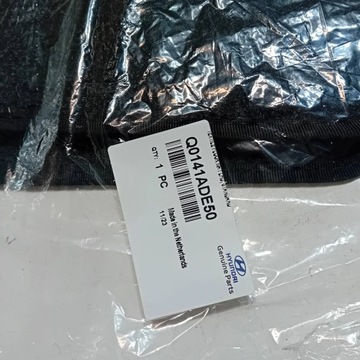 Q0141ADE50
QTY: 1 PC
Made in the Netherlands
11/23
HYUNDAI
Genuine Parts